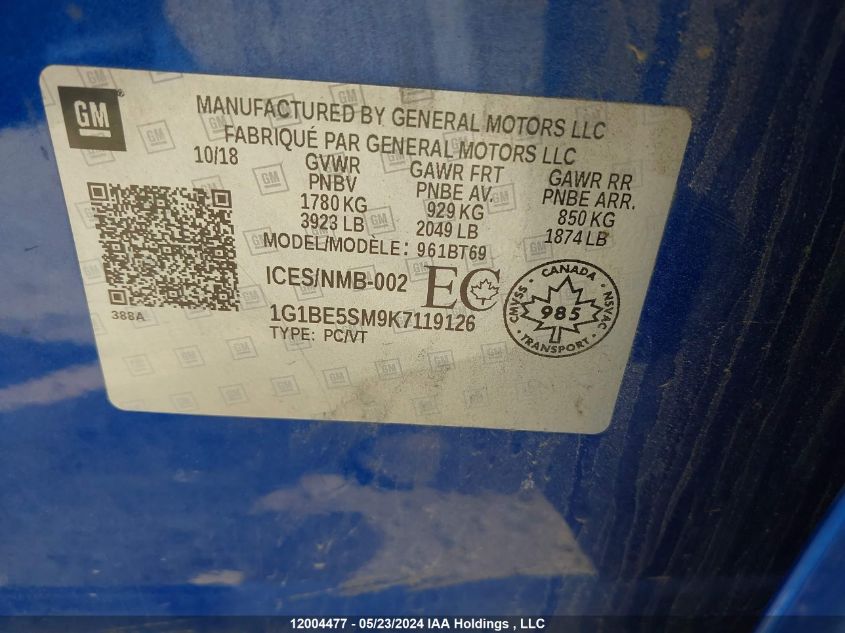 GM
MANUFACTURED BY GENERAL MOTORS LLC
FABRIQUÉ PAR GENERAL MOTORS LLC
10/18 GVWR GAWR FRT GAWR RR
PNBV PNBE AV. PNBE ARR.
1780 KG 929 KG 850 KG
3923 LB 2049 LB 1874 LB
MODEL/MODÈLE: 961BT69
ICES/NMB-002 EC
388A
1G1BE5SM9K7119126
TYPE: PC/VT
CANADA
CMVSS 985 NSVAC
TRANSPORT
12004477 - 05/23/2024 IAA Holdings , LLC